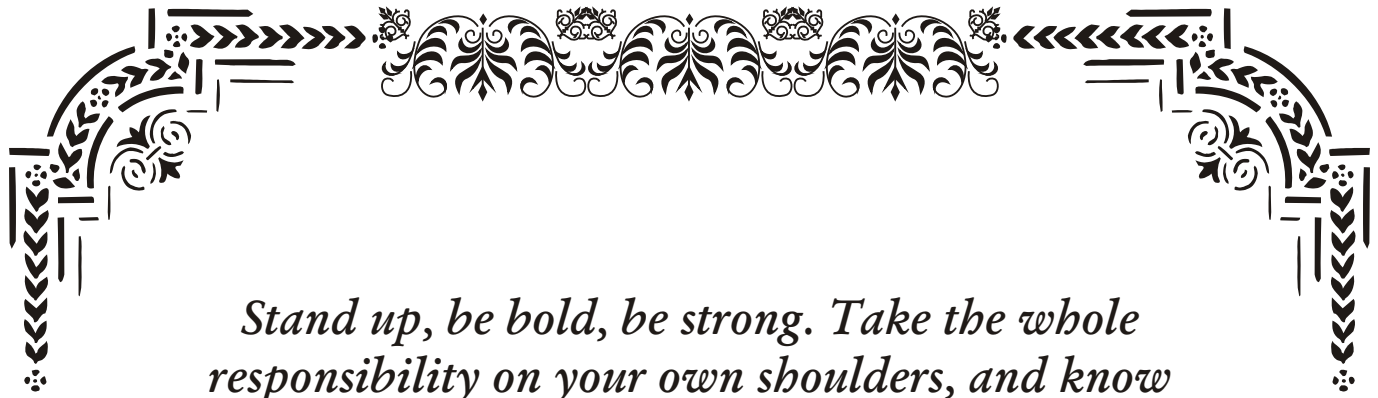 Stand up, be bold, be strong. Take the whole
responsibility on your own shoulders, and know